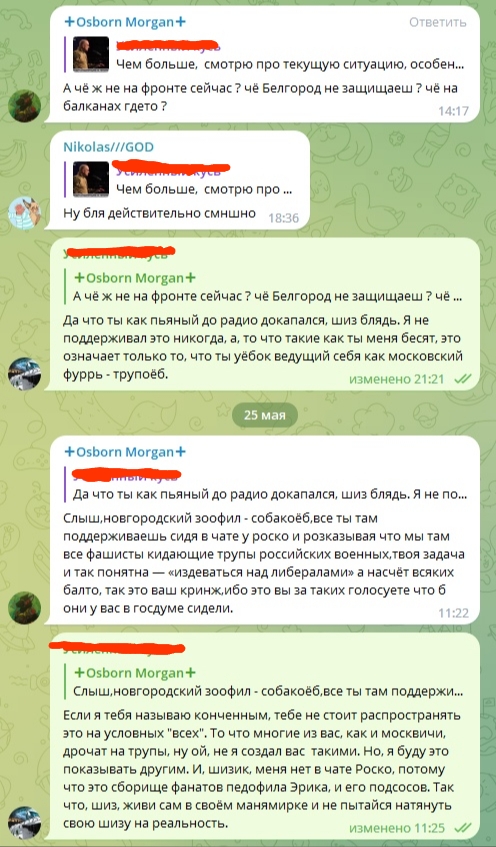 +Osborn Morgan+
Ответить
Чем больше, смотрю про текущую ситуацию, особен...
А чё ж не на фронте сейчас ? чё Белгород не защищаеш ? чё на
балканах гдето ?
14:17
Nikolas///GOD
Чем больше, смотрю про ...
Ну бля действительно смншно
18:36
+Osborn Morgan+
А чё ж не на фронте сейчас ? чё Белгород не защищаеш ? чё ...
Да что ты как пьяный до радио докапался, шиз блядь. Я не
поддерживал это никогда, а, то что такие как ты меня бесят, это
означает только то, что ты уёбок ведущий себя как московский
фуррь - трупоёб.
изменено 21:21
25 мая
+Osborn Morgan+
Да что ты как пьяный до радио докапался, шиз блядь. Я не по...
Слыш,новгородский зоофил - собакоёб,все ты там
поддерживаешь сидя в чате у роско и розказывая что мы там
все фашисты кидающие трупы российских военных,твоя задача
и так понятна — «издеваться над либералами» а насчёт всяких
балто, так это ваш кринж,ибо это вы за таких голосуете что б
они у вас в госдуме сидели.
11:22
+Osborn Morgan+
Слыш,новгородский зоофил - собакоёб,все ты там поддержи...
Если я тебя называю конченным, тебе не стоит распространять
это на условных "всех". То что многие из вас, как и москвичи,
дрочат на трупы, ну ой, не я создал вас такими. Но, я буду это
показывать другим. И, шизик, меня нет в чате Роско, потому
что это сборище фанатов педофила Эрика, и его подсосов. Так
что, шиз, живи сам в своём манямирке и не пытайся натянуть
свою шизу на реальность.
изменено 11:25